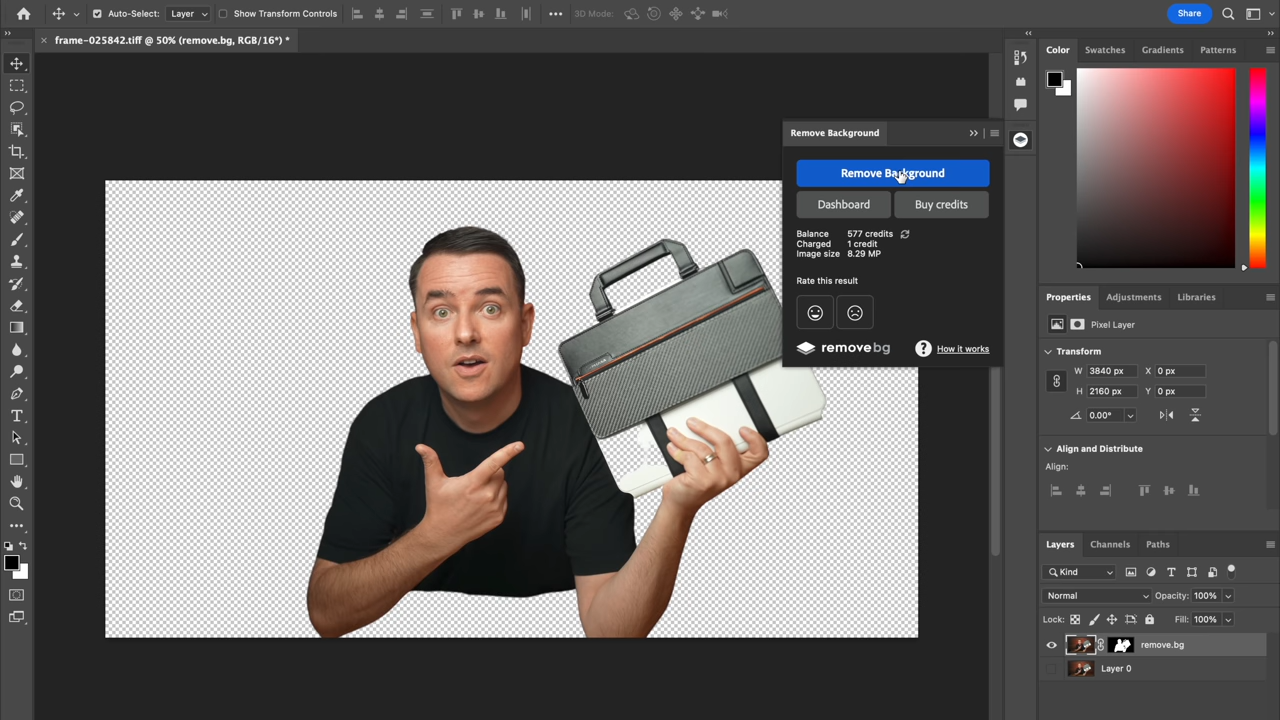 Auto-Select: Layer Show Transform Controls 3D Mode: Share
frame-025842.tiff @ 50% (remove.bg, RGB/16*) *
Color Swatches Gradients Patterns
Remove Background
Remove Background
Dashboard Buy credits
Balance 577 credits
Charged 1 credit
Image size 8.29 MP
Rate this result
removebg ? How it works
Properties Adjustments Libraries
Pixel Layer
Transform
W 3840 px X 0 px
H 2160 px Y 0 px
0.00°
Align and Distribute
Align:
Layers Channels Paths
Kind
Normal Opacity: 100%
Lock: Fill: 100%
remove.bg
Layer 0